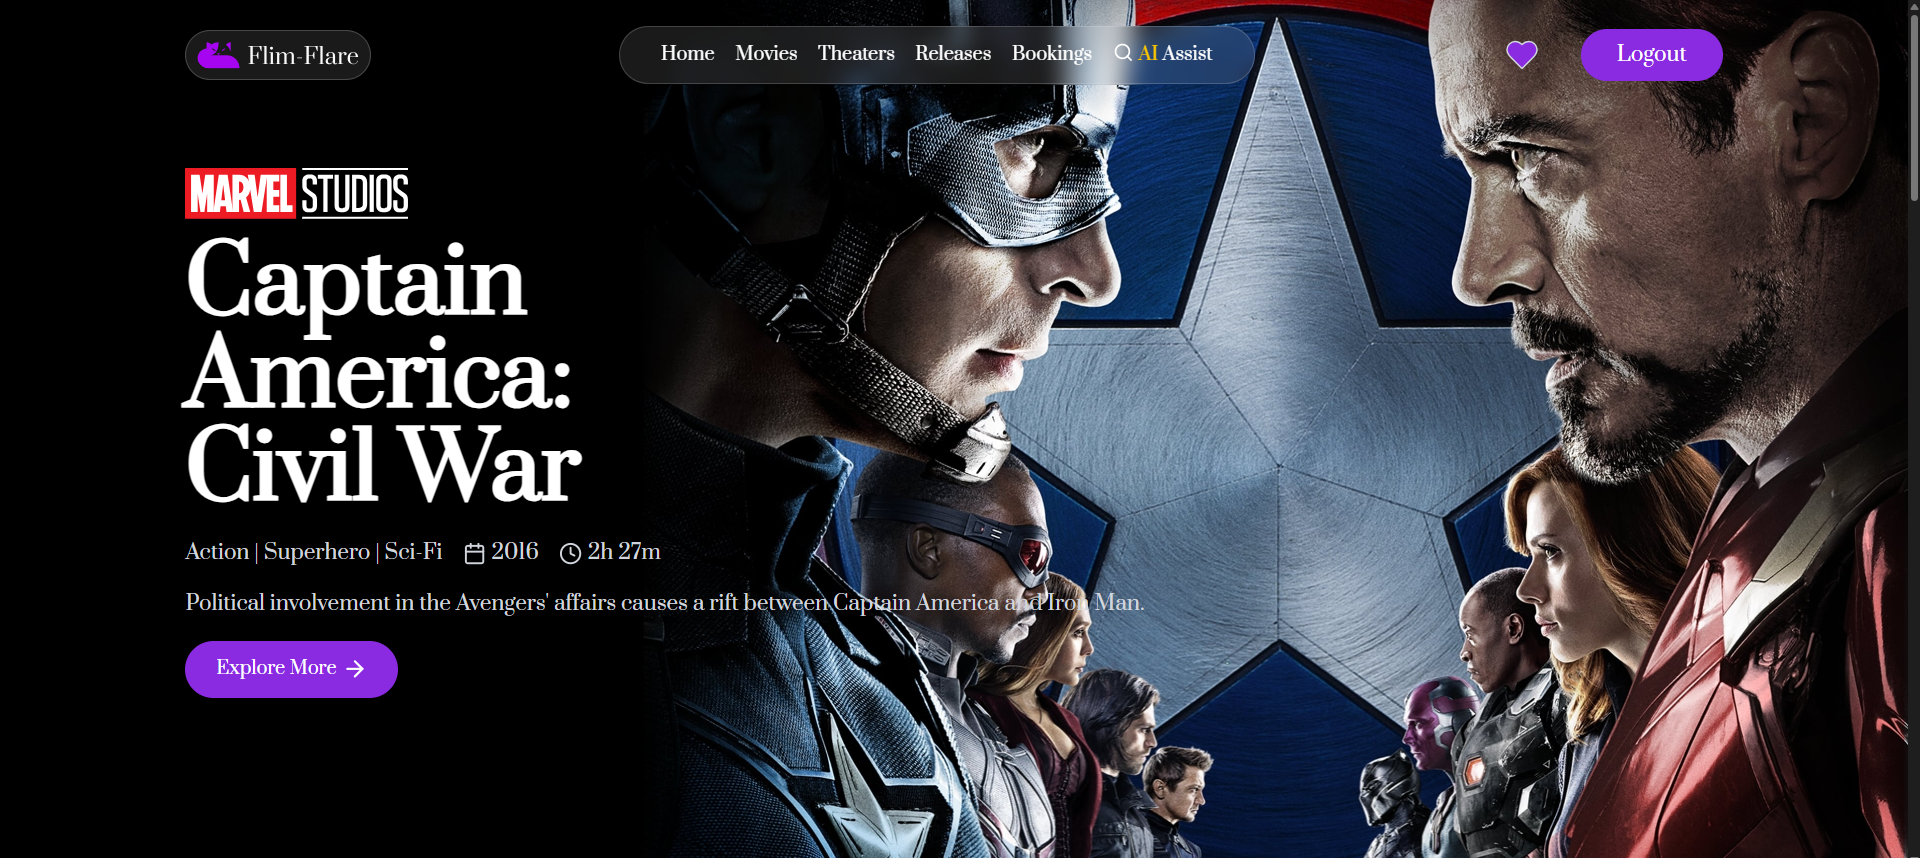 Flim-Flare
Home Movies Theaters Releases Bookings AI Assist
Logout
MARVEL STUDIOS
Captain
America:
Civil War
Action | Superhero | Sci-Fi 2016 2h 27m
Political involvement in the Avengers' affairs causes a rift between Captain America and Iron Man.
Explore More